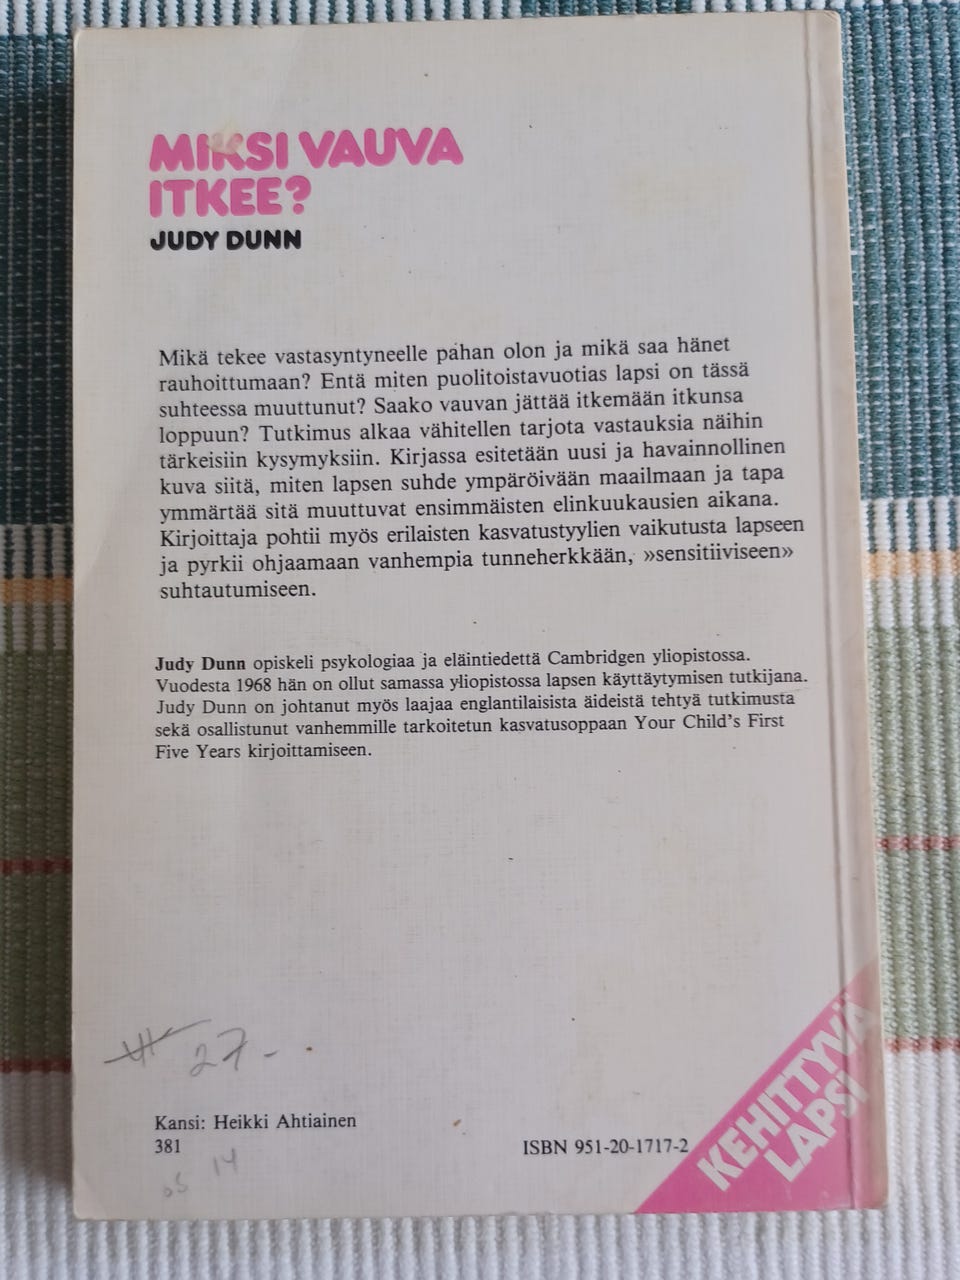 MIKSI VAUVA
ITKEE?
JUDY DUNN
Mikä tekee vastasyntyneelle pahan olon ja mikä saa hänet
rauhoittumaan? Entä miten puolitoistavuotias lapsi on tässä
suhteessa muuttunut? Saako vauvan jättää itkemään itkunsa
loppuun? Tutkimus alkaa vähitellen tarjota vastauksia näihin
tärkeisiin kysymyksiin. Kirjassa esitetään uusi ja havainnollinen
kuva siitä, miten lapsen suhde ympäröivään maailmaan ja tapa
ymmärtää sitä muuttuvat ensimmäisten elinkuukausien aikana.
Kirjoittaja pohtii myös erilaisten kasvatustyylien vaikutusta lapseen
ja pyrkii ohjaamaan vanhempia tunneherkkään, »sensitiiviseen»
suhtautumiseen.
Judy Dunn opiskeli psykologiaa ja eläintiedettä Cambridgen yliopistossa.
Vuodesta 1968 hän on ollut samassa yliopistossa lapsen käyttäytymisen tutkijana.
Judy Dunn on johtanut myös laajaa englantilaisista äideistä tehtyä tutkimusta
sekä osallistunut vanhemmille tarkoitetun kasvatusoppaan Your Child's First
Five Years kirjoittamiseen.
27-
Kansi: Heikki Ahtiainen
381
14
ISBN 951-20-1717-2
KEHITTYVÄ
LAPSI